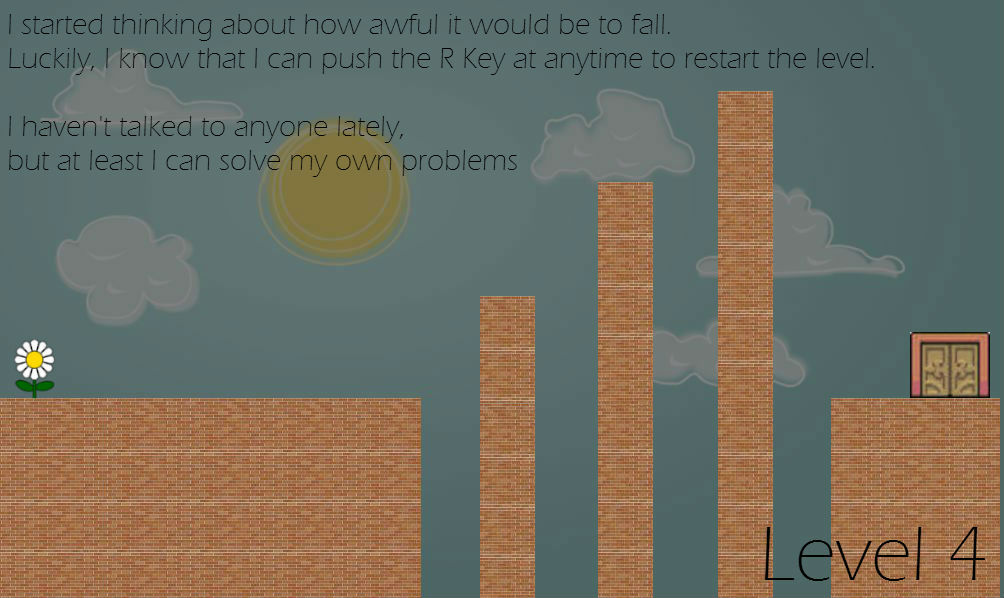 I started thinking about how awful it would be to fall.
Luckily, I know that I can push the R Key at anytime to restart the level.
I haven't talked to anyone lately,
but at least I can solve my own problems
Level 4